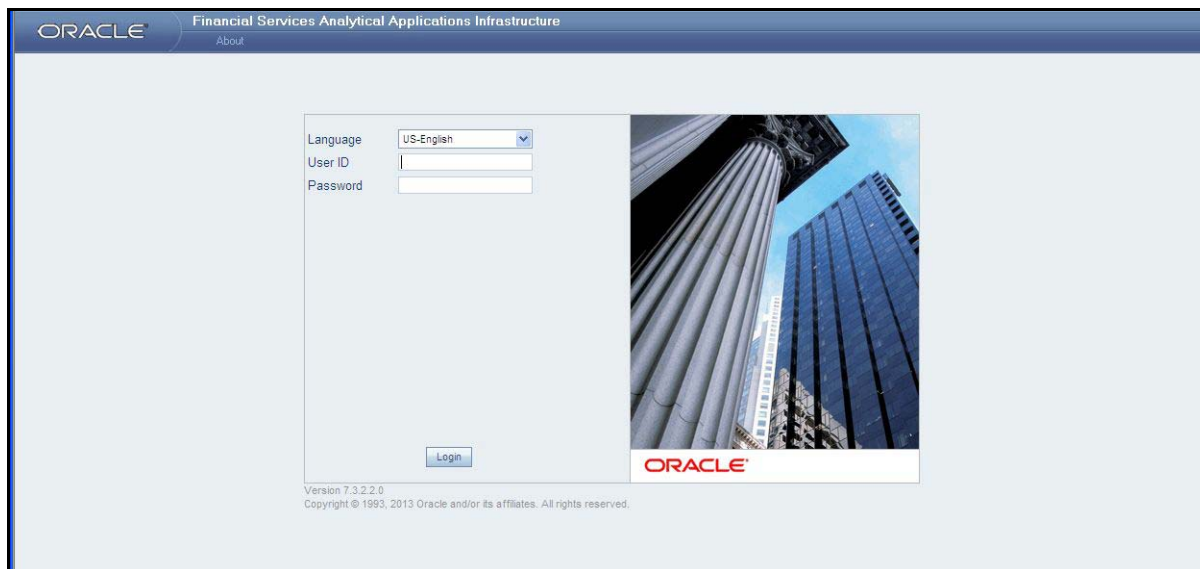 ORACLE
Financial Services Analytical Applications Infrastructure
About
Language US-English
User ID
Password
Login
ORACLE
Version 7.3.2.2.0
Copyright © 1993, 2013 Oracle and/or its affiliates. All rights reserved.